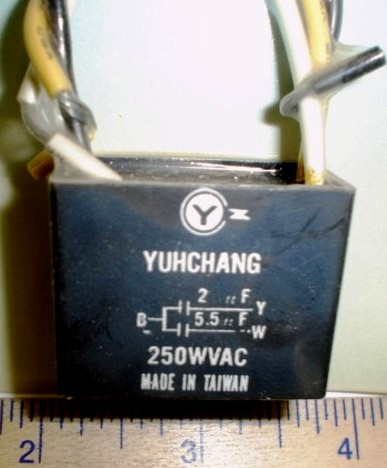 Y
YUHCHANG
2 µF Y
B 5.5 µF W
250WVAC
MADE IN TAIWAN
2 3 4